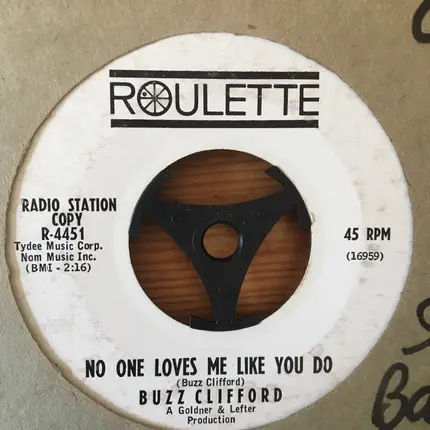 ROULETTE
RADIO STATION
COPY
R-4451
Tydee Music Corp.
Nom Music Inc.
(BMI - 2:16)
45 RPM
(16959)
NO ONE LOVES ME LIKE YOU DO
(Buzz Clifford)
BUZZ CLIFFORD
A Goldner & Lefter
Production
Ba